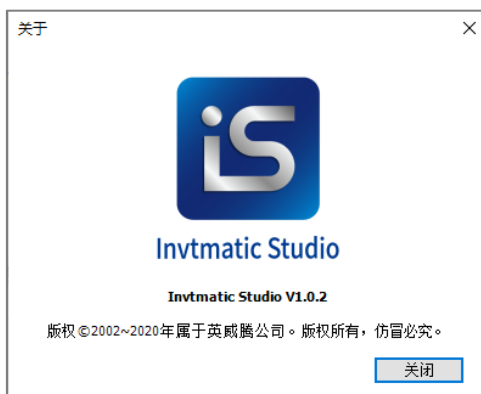 关于
iS
Invtmatic Studio
Invtmatic Studio V1.0.2
版权©2002~2020年属于英威腾公司。版权所有，仿冒必究。
关闭